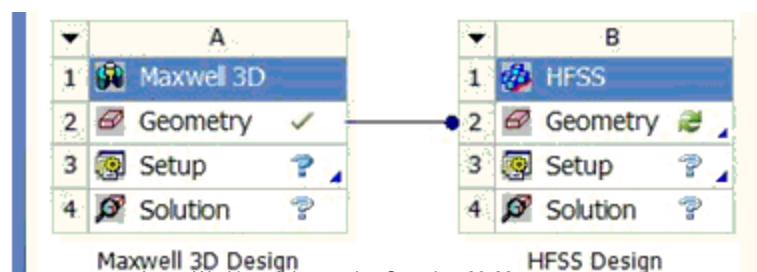 A
1 Maxwell 3D
2 Geometry
3 Setup
4 Solution
Maxwell 3D Design
B
1 HFSS
2 Geometry
3 Setup
4 Solution
HFSS Design